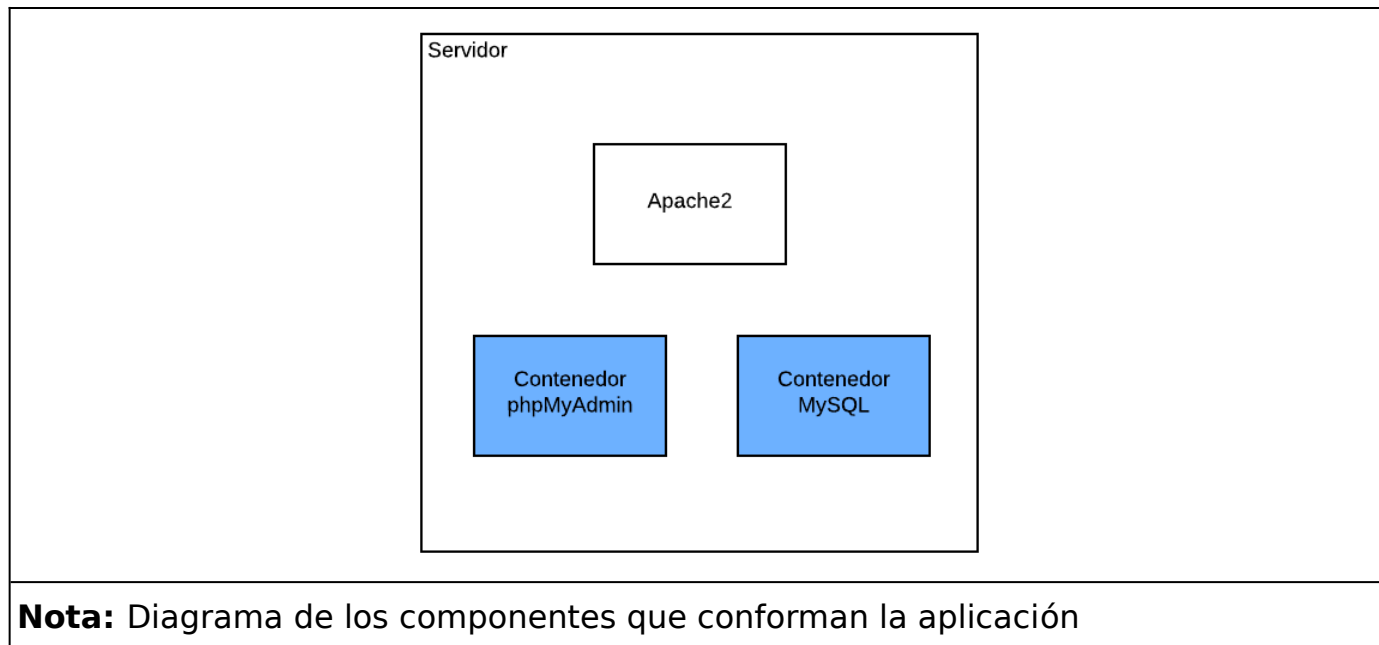 Servidor
Apache2
Contenedor
phpMyAdmin
Contenedor
MySQL
Nota: Diagrama de los componentes que conforman la aplicación